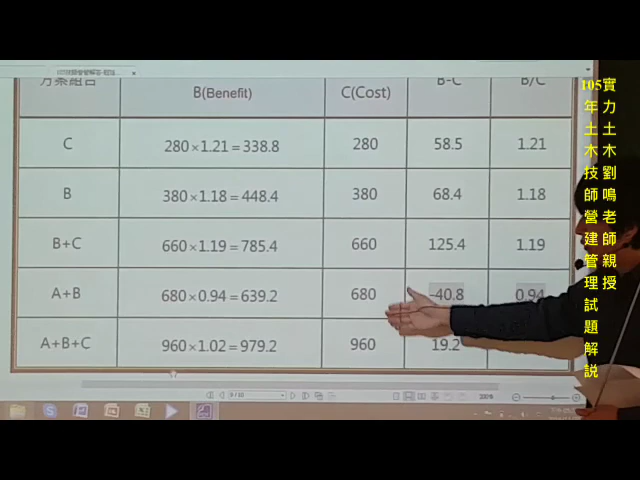 方案組合 B(Benefit) C(Cost) B-C B/C
C 280×1.21=338.8 280 58.5 1.21
B 380×1.18=448.4 380 68.4 1.18
B+C 660×1.19=785.4 660 125.4 1.19
A+B 680×0.94=639.2 680 -40.8 0.94
A+B+C 960×1.02=979.2 960 19.2
實力土木劉鳴老師親授
105年土木技師營建管理試題解說
9/10